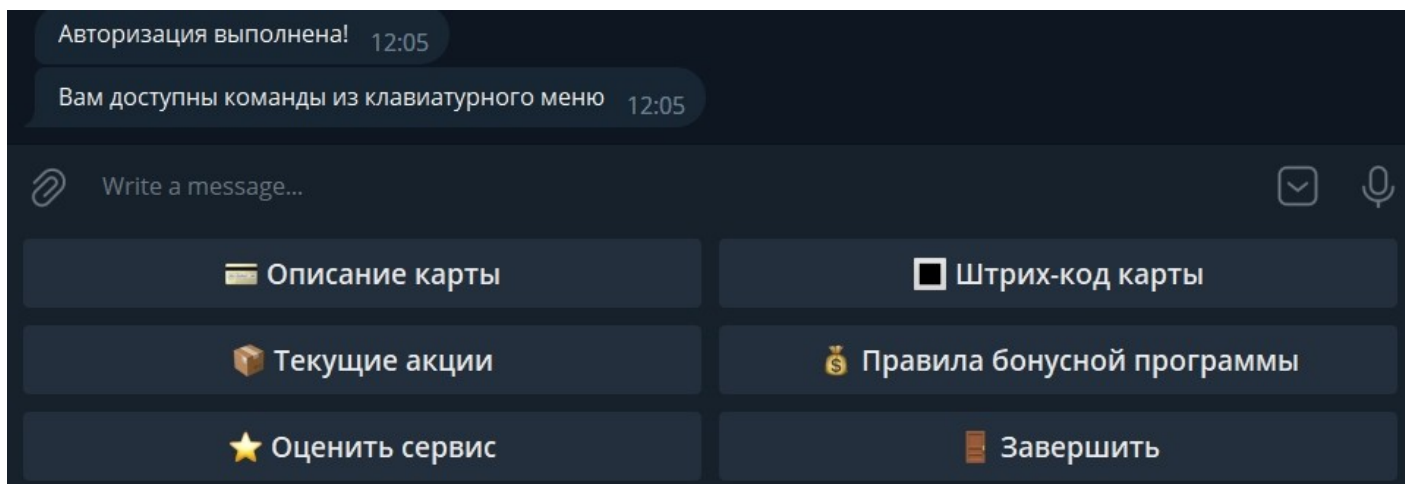 Авторизация выполнена! 12:05
Вам доступны команды из клавиатурного меню 12:05
Write a message...
💳 Описание карты
🔳 Штрих-код карты
📦 Текущие акции
💰 Правила бонусной программы
⭐ Оценить сервис
🚪 Завершить